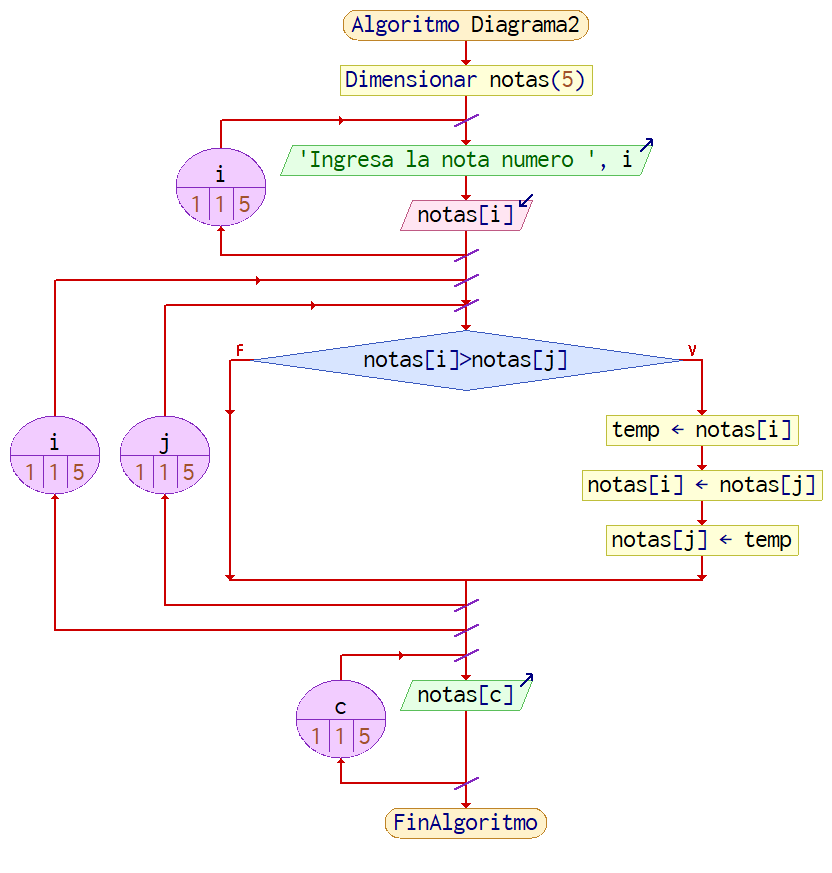 Algoritmo Diagrama2
Dimensionar notas(5)
'Ingresa la nota numero ', i
i
1 1 5
notas[i]
F
V
notas[i]>notas[j]
temp ← notas[i]
i
1 1 5
j
1 1 5
notas[i] ← notas[j]
notas[j] ← temp
notas[c]
c
1 1 5
FinAlgoritmo